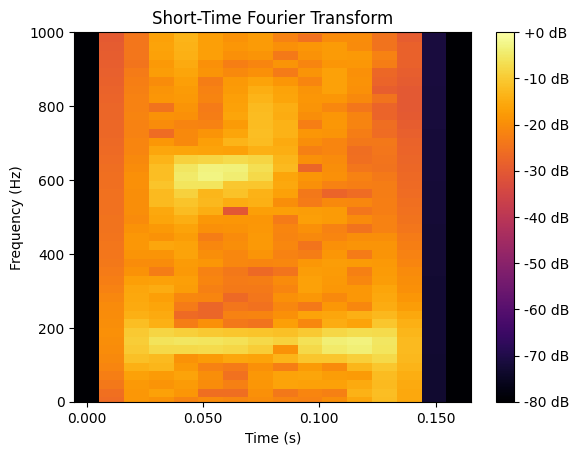 Short-Time Fourier Transform
1000
800
600
400
200
0
Frequency (Hz)
0.000
0.050
0.100
0.150
Time (s)
+0 dB
-10 dB
-20 dB
-30 dB
-40 dB
-50 dB
-60 dB
-70 dB
-80 dB